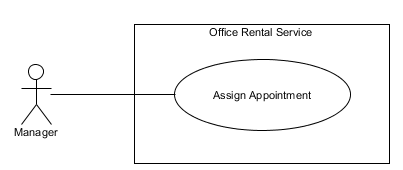 Office Rental Service
Assign Appointment
Manager